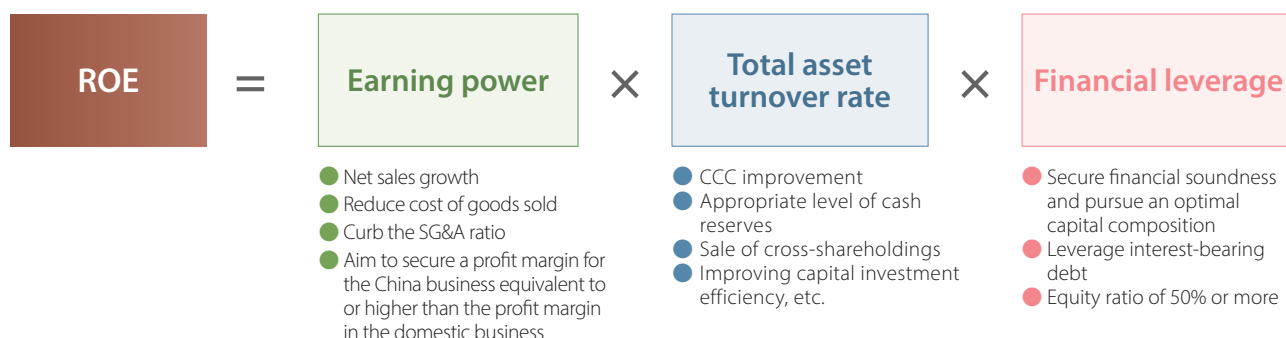 ROE
=
Earning power
×
Total asset
turnover rate
×
Financial leverage
● Net sales growth
● Reduce cost of goods sold
● Curb the SG&A ratio
● Aim to secure a profit margin for
the China business equivalent to
or higher than the profit margin
in the domestic business
● CCC improvement
● Appropriate level of cash
reserves
● Sale of cross-shareholdings
● Improving capital investment
efficiency, etc.
● Secure financial soundness
and pursue an optimal
capital composition
● Leverage interest-bearing
debt
● Equity ratio of 50% or more